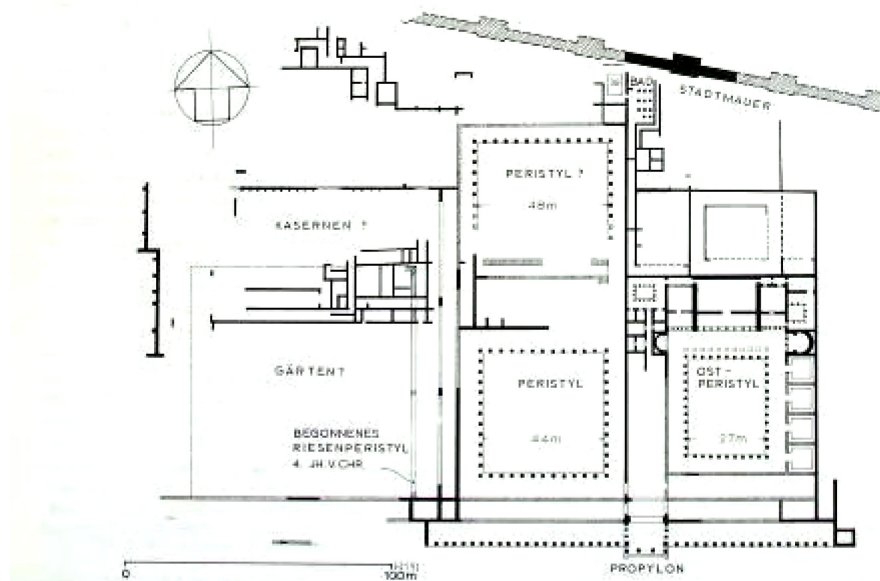 BAD
STADTMAUER
PERISTYL ?
48m
KASERNEN ?
GÄRTEN ?
PERISTYL
44m
OST-
PERISTYL
27m
BEGONNENES
RIESENPERISTYL
4. JH. V. CHR.
0
100m
PROPYLON